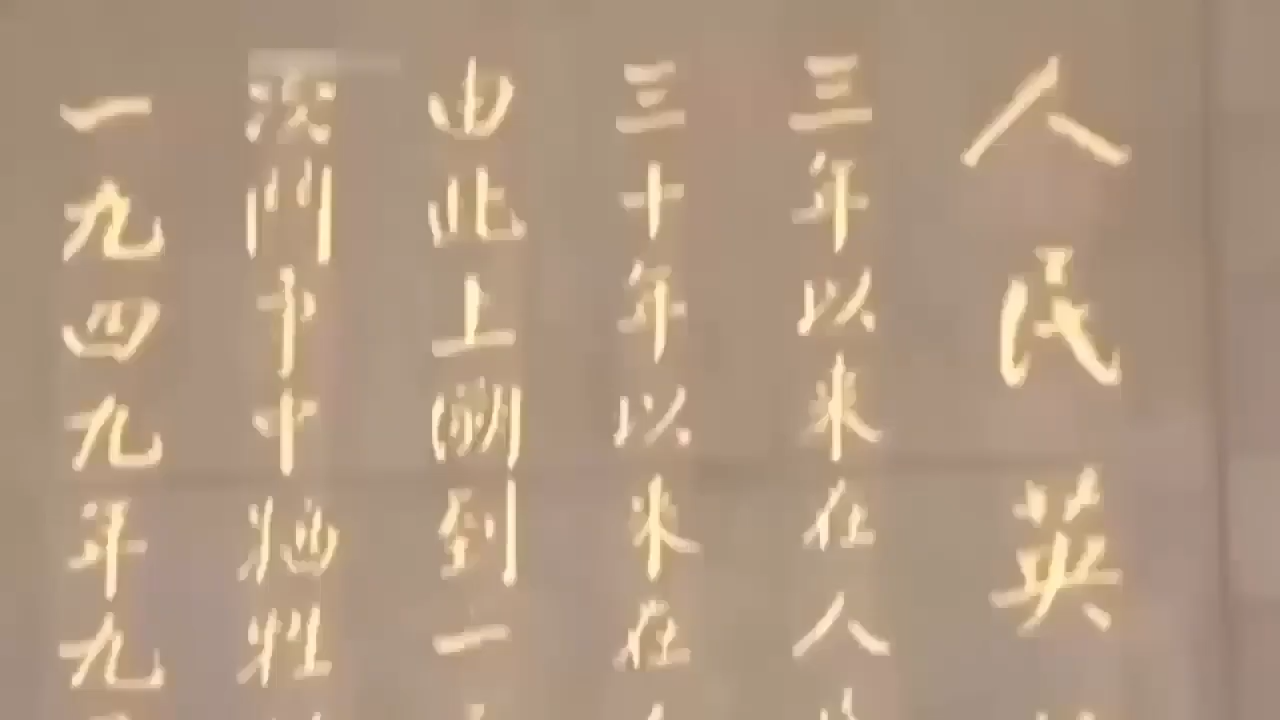 人民英
三年以来在人
三十年以来在
由此上溯到一
次鬥争中牺牲
一九四九年九